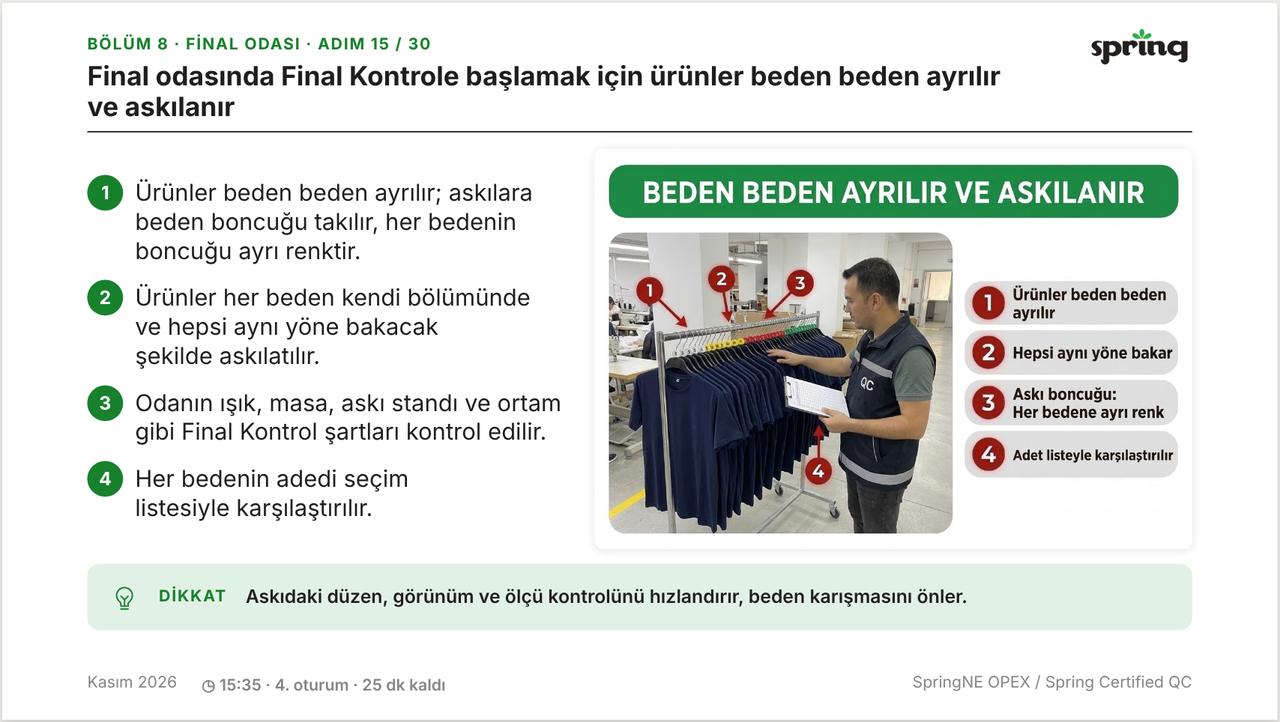 BÖLÜM 8 · FİNAL ODASI · ADIM 15 / 30
spring
Final odasında Final Kontrole başlamak için ürünler beden beden ayrılır
ve askılanır
1 Ürünler beden beden ayrılır; askılara
beden boncuğu takılır, her bedenin
boncuğu ayrı renktir.
2 Ürünler her beden kendi bölümünde
ve hepsi aynı yöne bakacak
şekilde askılatılır.
3 Odanın ışık, masa, askı standı ve ortam
gibi Final Kontrol şartları kontrol edilir.
4 Her bedenin adedi seçim
listesiyle karşılaştırılır.
BEDEN BEDEN AYRILIR VE ASKILANIR
1
2
3
QC
4
1 Ürünler beden beden
ayrılır
2 Hepsi aynı yöne bakar
3 Askı boncuğu:
Her bedene ayrı renk
4 Adet listeyle karşılaştırılır
DİKKAT Askıdaki düzen, görünüm ve ölçü kontrolünü hızlandırır, beden karışmasını önler.
Kasım 2026 15:35 · 4. oturum · 25 dk kaldı
SpringNE OPEX / Spring Certified QC